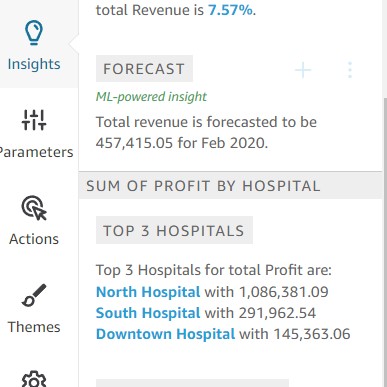 total Revenue is 7.57%.
Insights
FORECAST
ML-powered insight
Total revenue is forecasted to be
457,415.05 for Feb 2020.
Parameters
SUM OF PROFIT BY HOSPITAL
Actions
TOP 3 HOSPITALS
Top 3 Hospitals for total Profit are:
North Hospital with 1,086,381.09
South Hospital with 291,962.54
Downtown Hospital with 145,363.06
Themes